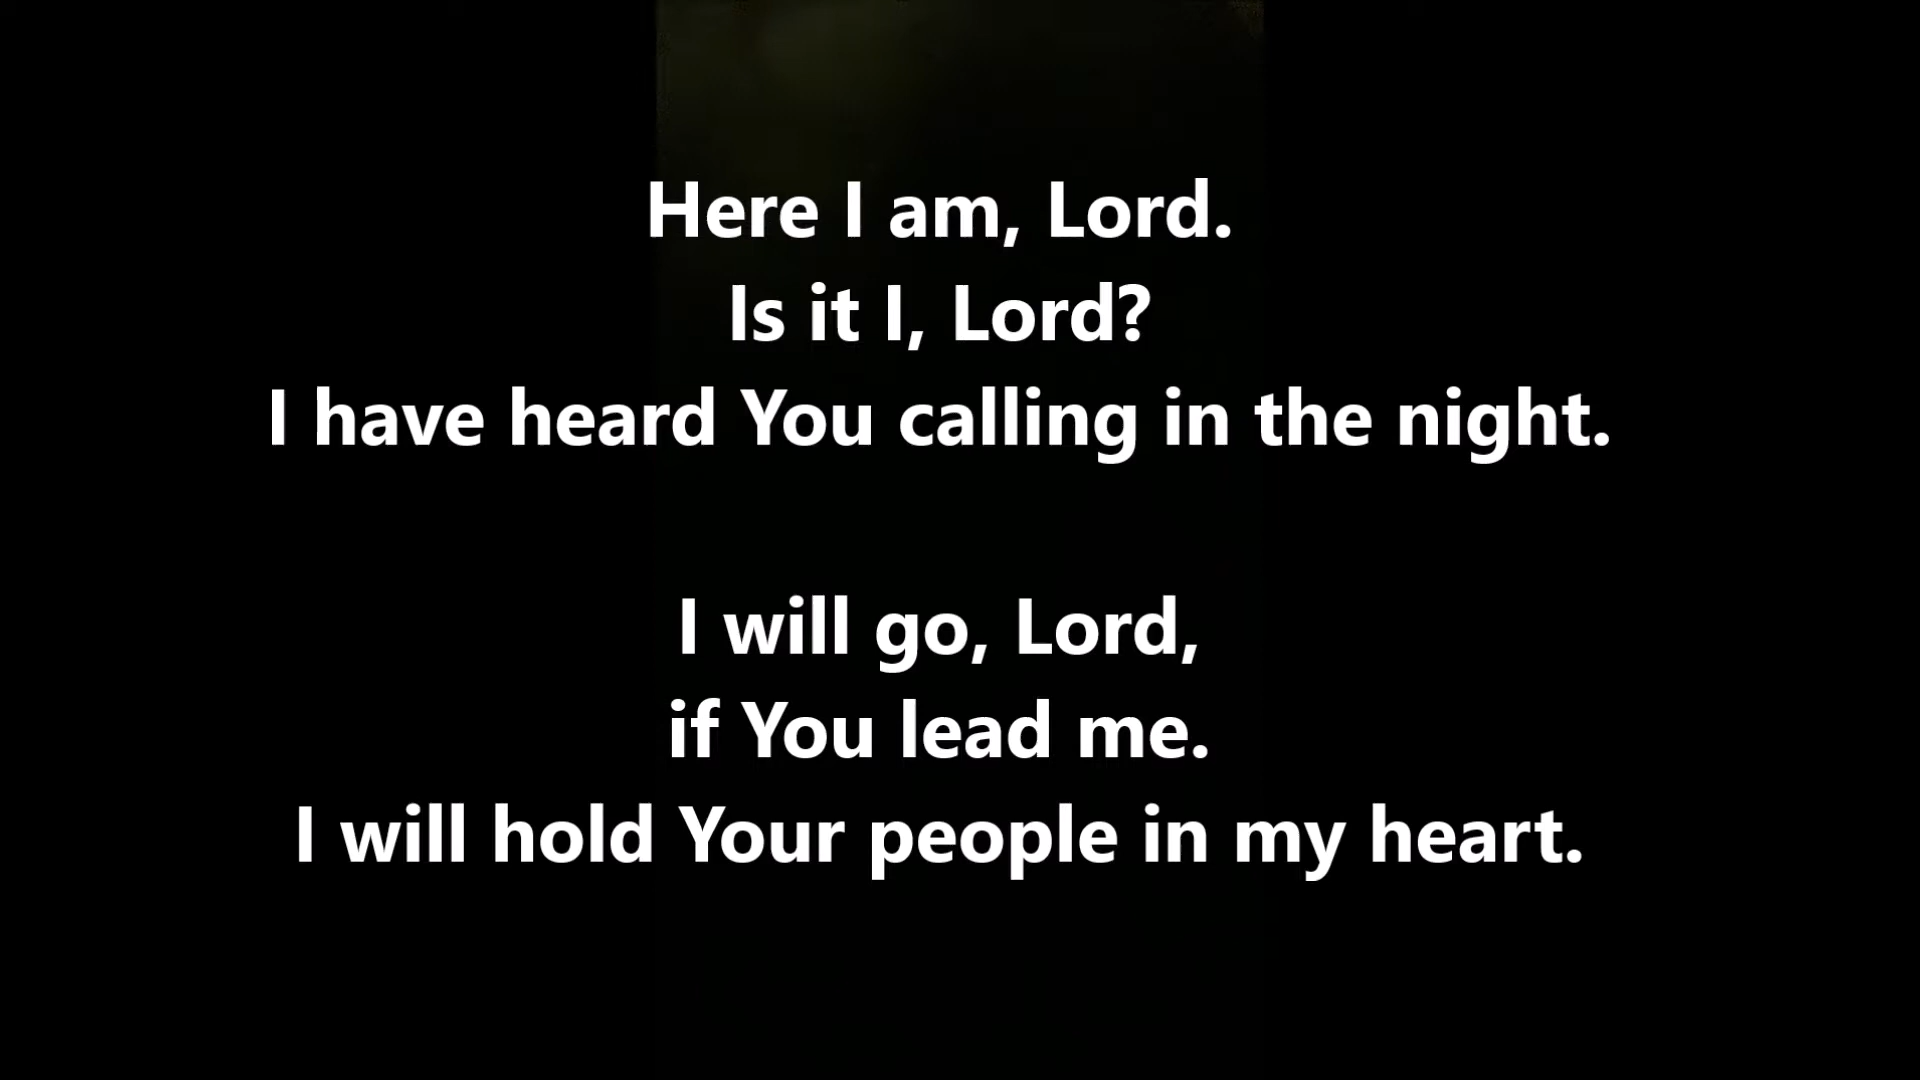 Here I am, Lord.
Is it I, Lord?
I have heard You calling in the night.
I will go, Lord,
if You lead me.
I will hold Your people in my heart.